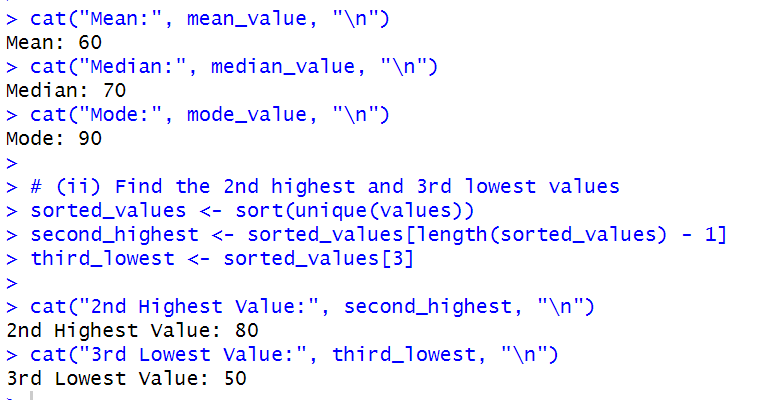 > cat("Mean:", mean_value, "\n")
Mean: 60
> cat("Median:", median_value, "\n")
Median: 70
> cat("Mode:", mode_value, "\n")
Mode: 90
>
> # (ii) Find the 2nd highest and 3rd lowest values
> sorted_values <- sort(unique(values))
> second_highest <- sorted_values[length(sorted_values) - 1]
> third_lowest <- sorted_values[3]
>
> cat("2nd Highest Value:", second_highest, "\n")
2nd Highest Value: 80
> cat("3rd Lowest Value:", third_lowest, "\n")
3rd Lowest Value: 50
>